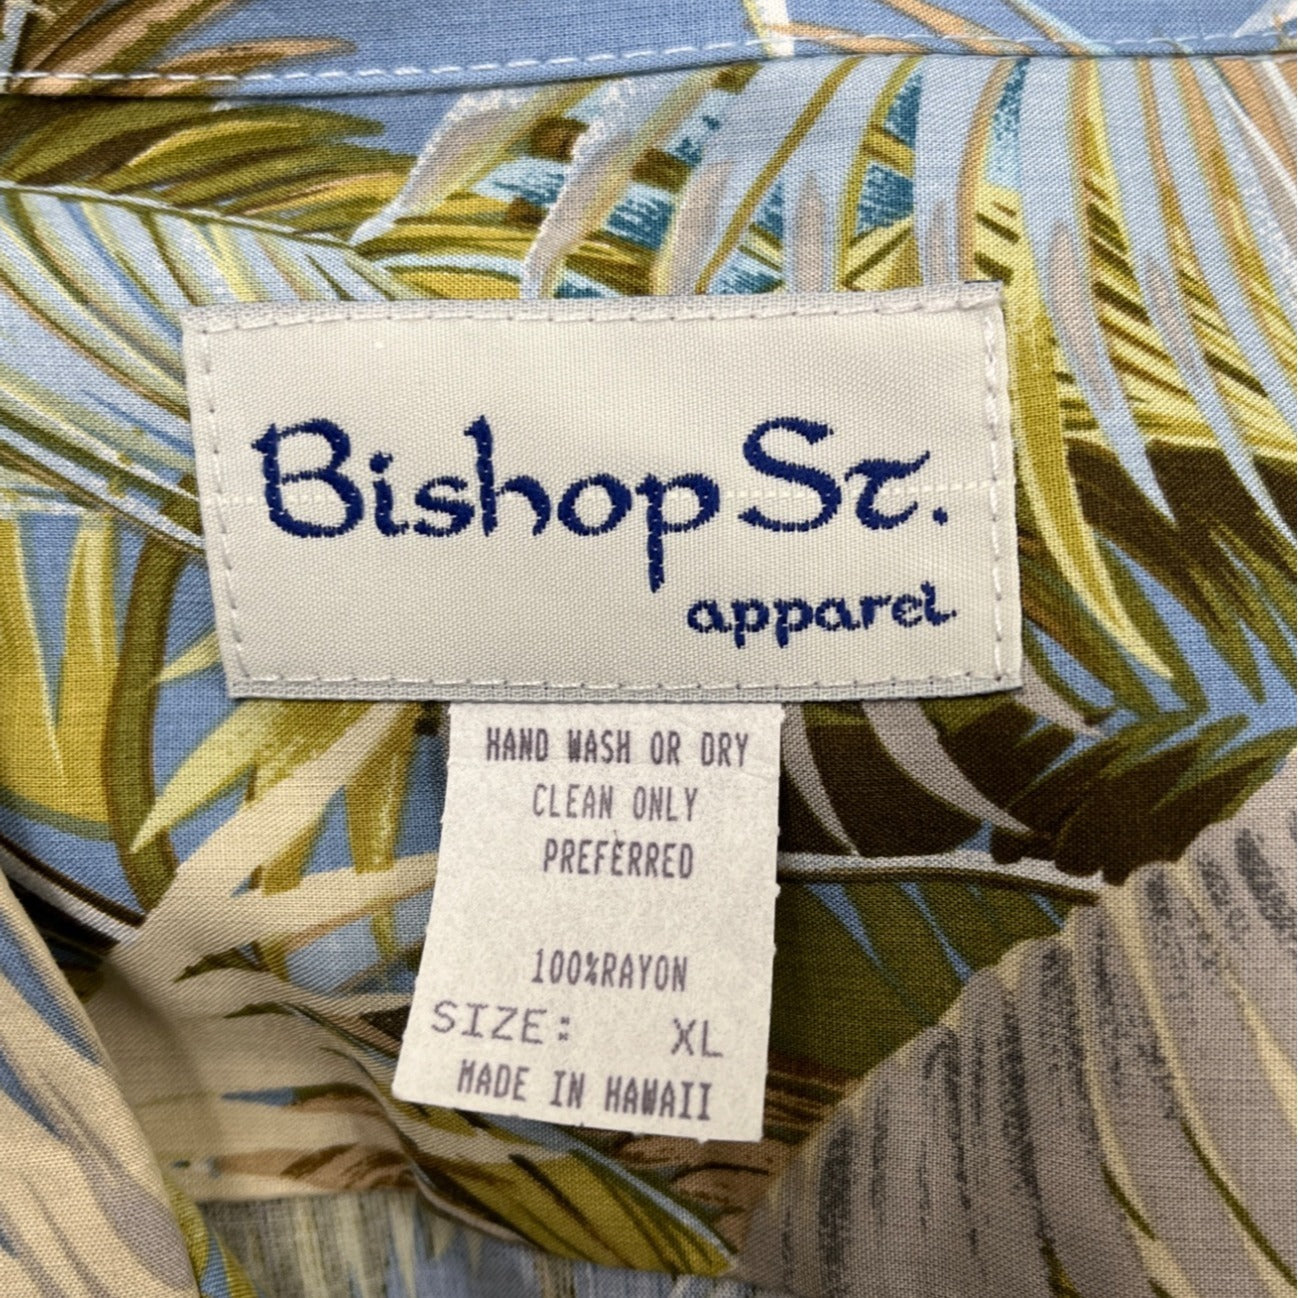 Bishop St.
apparel
HAND WASH OR DRY
CLEAN ONLY
PREFERRED
100%RAYON
SIZE: XL
MADE IN HAWAII